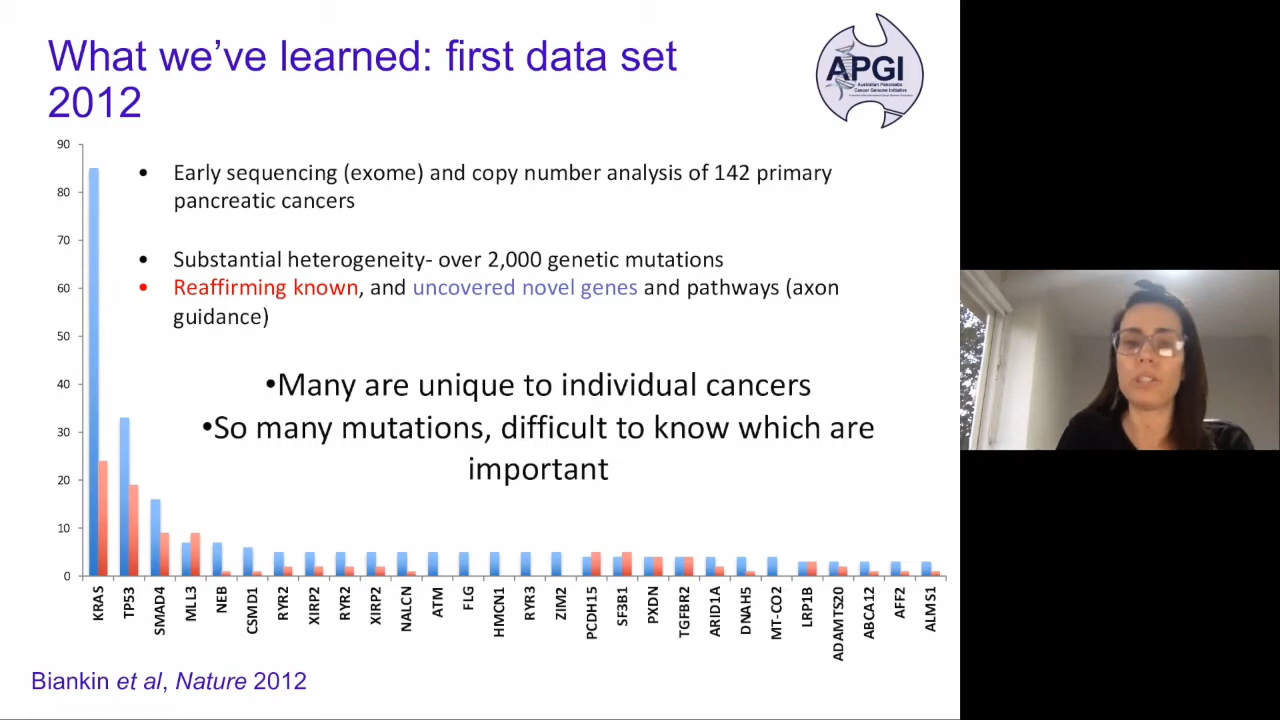 What we've learned: first data set
2012
APGI
Australian Pancreatic
Cancer Genome Initiative
90
80
70
60
50
40
30
20
10
0
• Early sequencing (exome) and copy number analysis of 142 primary
pancreatic cancers
• Substantial heterogeneity- over 2,000 genetic mutations
• Reaffirming known, and uncovered novel genes and pathways (axon
guidance)
•Many are unique to individual cancers
•So many mutations, difficult to know which are
important
KRAS
TP53
SMAD4
MLL3
NEB
CSMD1
RYR2
XIRP2
RYR2
XIRP2
NALCN
ATM
FLG
HMCN1
RYR3
ZIM2
PCDH15
SF3B1
PXDN
TGFBR2
ARID1A
DNAH5
MT-CO2
LRP1B
ADAMTS20
ABCA12
AFF2
ALMS1
Biankin et al, Nature 2012